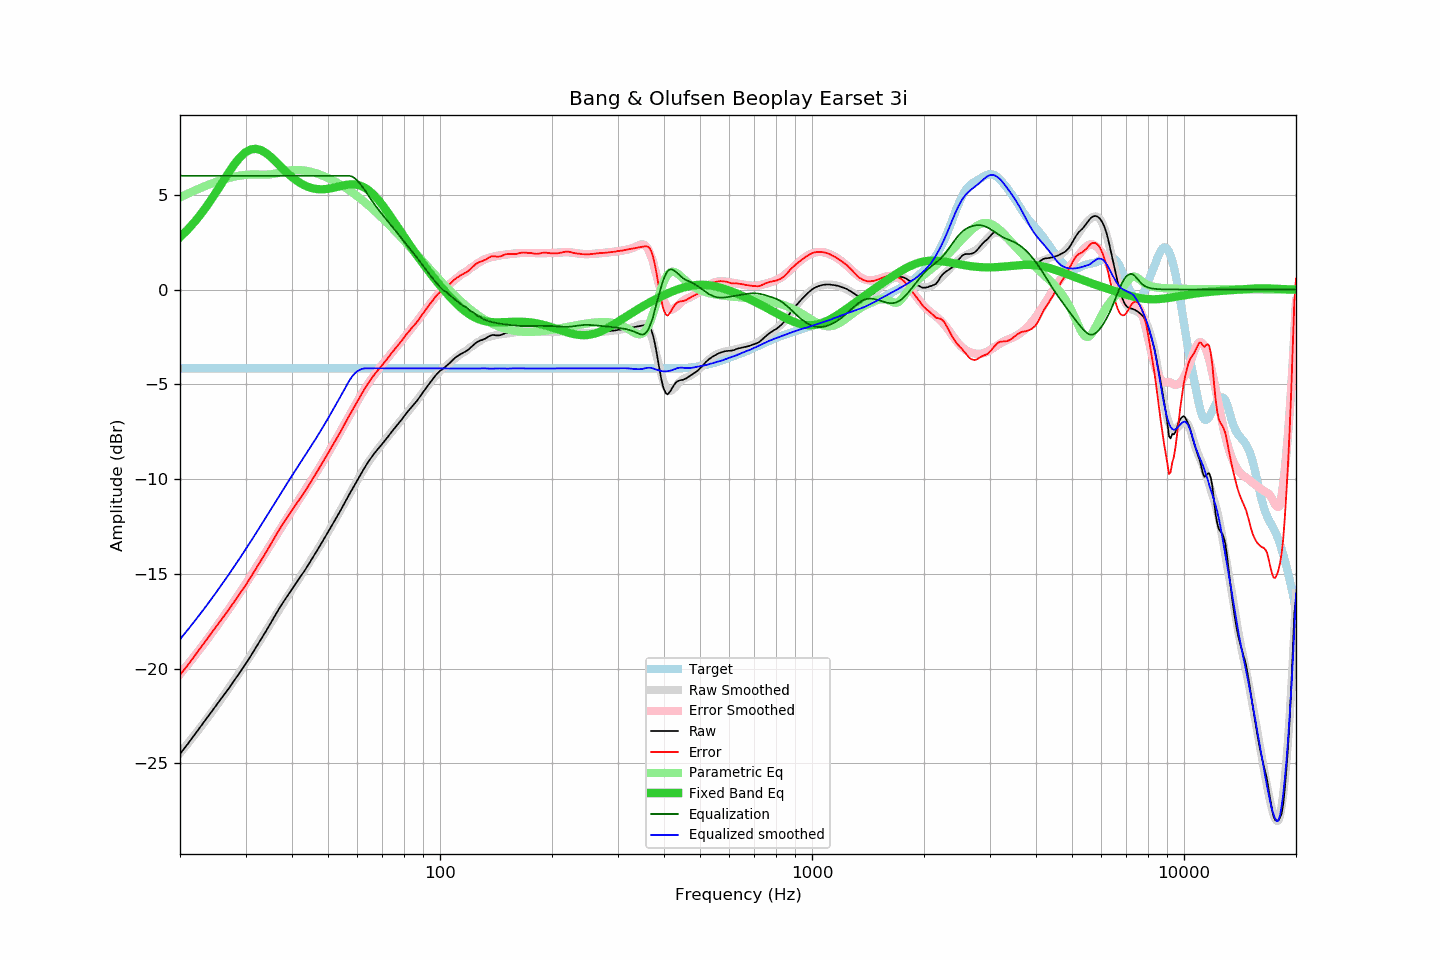 Bang & Olufsen Beoplay Earset 3i
Amplitude (dBr)
5
0
−5
−10
−15
−20
−25
Target
Raw Smoothed
Error Smoothed
Raw
Error
Parametric Eq
Fixed Band Eq
Equalization
Equalized smoothed
100 1000 10000
Frequency (Hz)